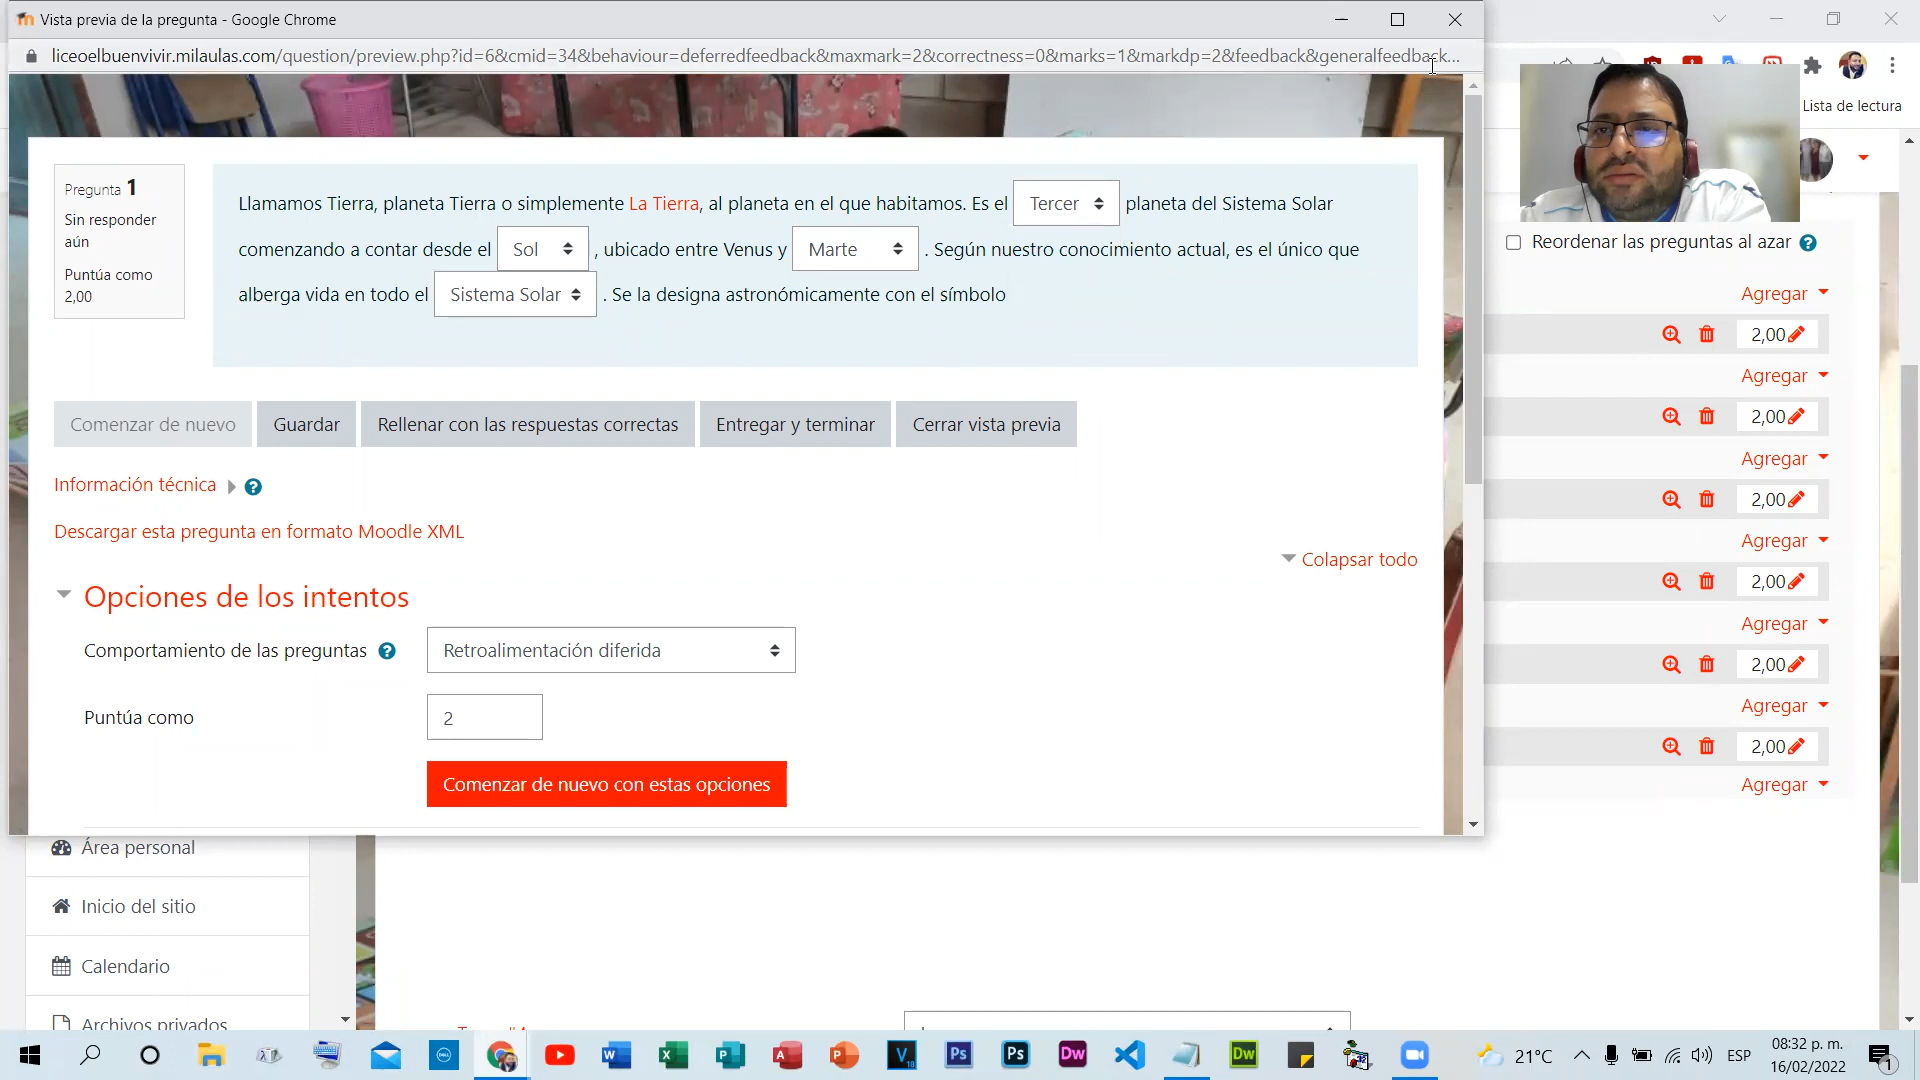 Vista previa de la pregunta - Google Chrome
liceoelbuenvivir.milaulas.com/question/preview.php?id=6&cmid=34&behaviour=deferredfeedback&maxmark=2&correctness=0&marks=1&markdp=2&feedback&generalfeedback...
Lista de lectura
Pregunta 1
Sin responder
aún
Puntúa como
2,00
Llamamos Tierra, planeta Tierra o simplemente La Tierra, al planeta en el que habitamos. Es el Tercer planeta del Sistema Solar
comenzando a contar desde el Sol , ubicado entre Venus y Marte . Según nuestro conocimiento actual, es el único que
alberga vida en todo el Sistema Solar . Se la designa astronómicamente con el símbolo
Reordenar las preguntas al azar
Agregar
2,00
Agregar
2,00
Agregar
2,00
Agregar
2,00
Agregar
2,00
Agregar
2,00
Agregar
Comenzar de nuevo
Guardar
Rellenar con las respuestas correctas
Entregar y terminar
Cerrar vista previa
Información técnica
Descargar esta pregunta en formato Moodle XML
Colapsar todo
Opciones de los intentos
Comportamiento de las preguntas
Retroalimentación diferida
Puntúa como
2
Comenzar de nuevo con estas opciones
Área personal
Inicio del sitio
Calendario
Archivos privados
21°C
ESP
08:32 p. m.
16/02/2022
1